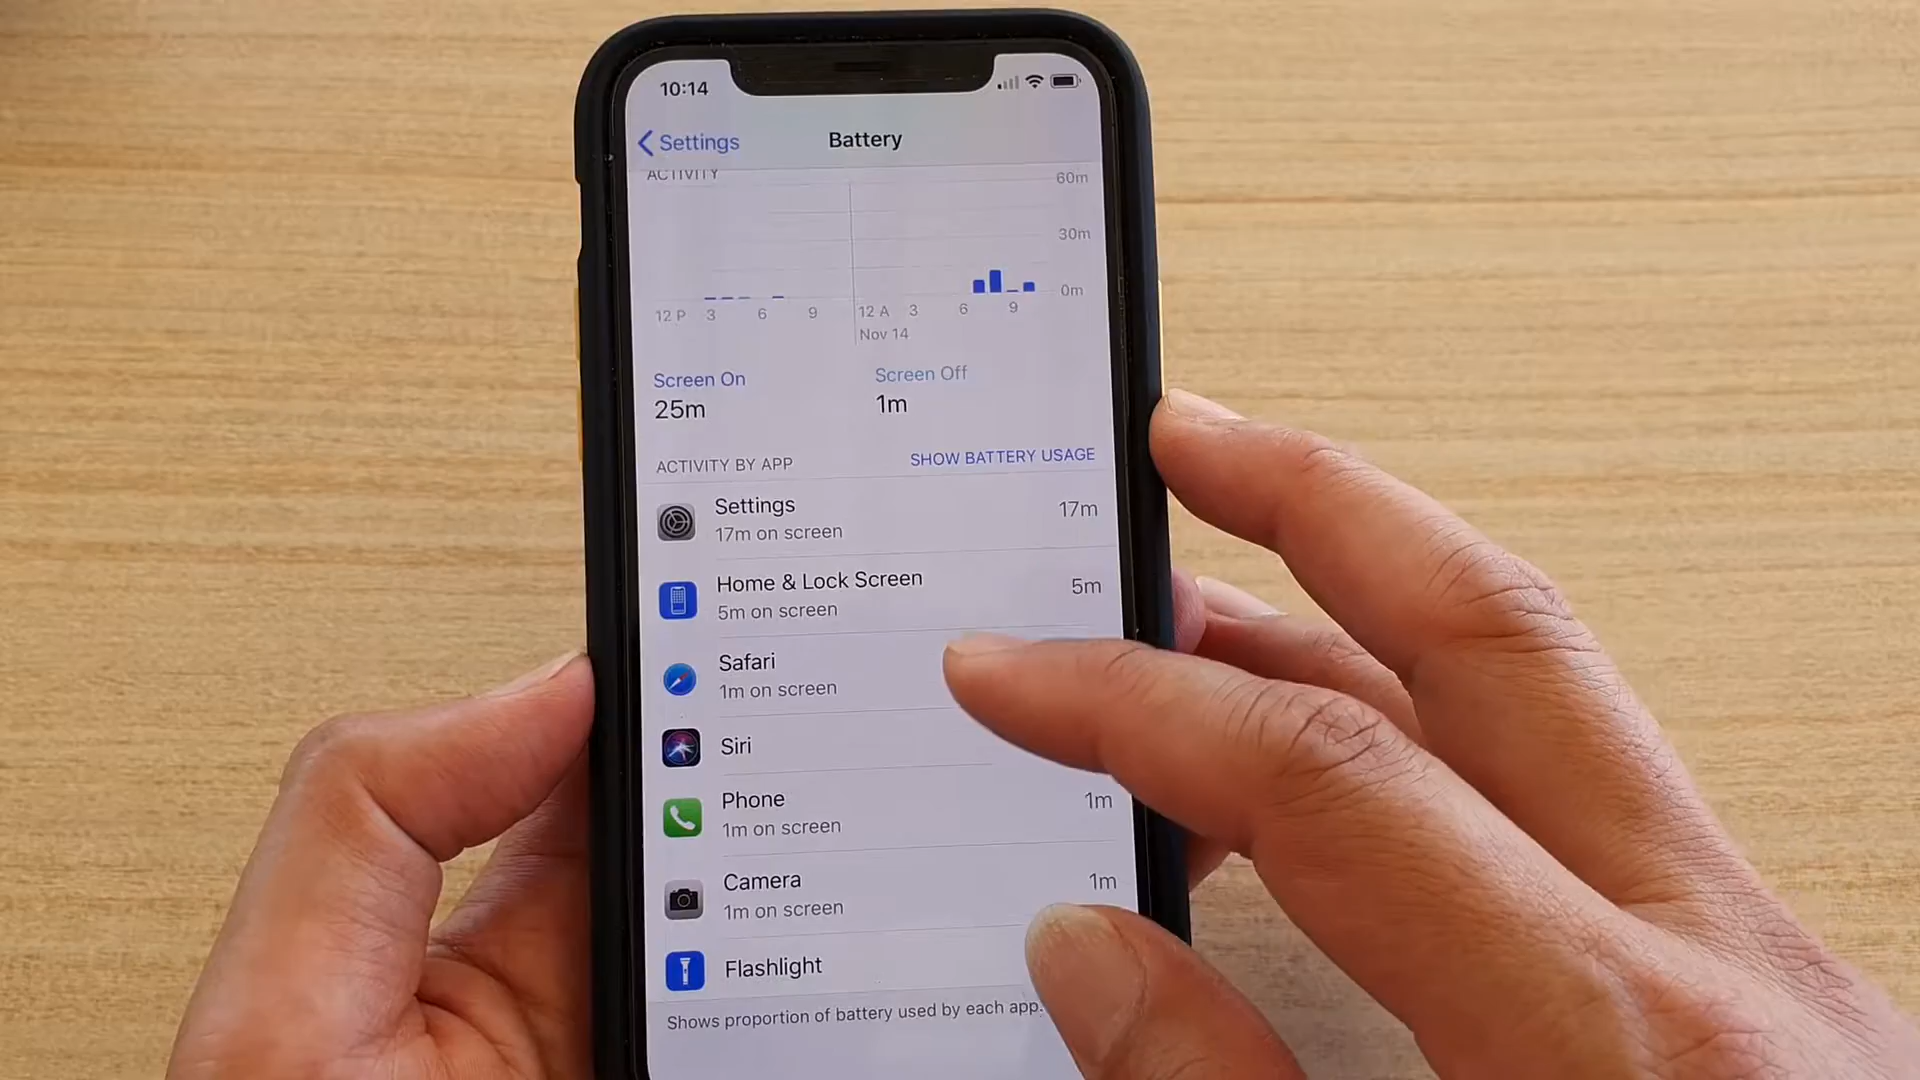 10:14
Settings
Battery
ACTIVITY
60m
30m
0m
12 P 3 6 9 12 A 3 6 9
Nov 14
Screen On
Screen Off
25m
1m
ACTIVITY BY APP
SHOW BATTERY USAGE
Settings
17m on screen
17m
Home & Lock Screen
5m on screen
5m
Safari
1m on screen
Siri
Phone
1m on screen
1m
Camera
1m on screen
1m
Flashlight
Shows proportion of battery used by each app